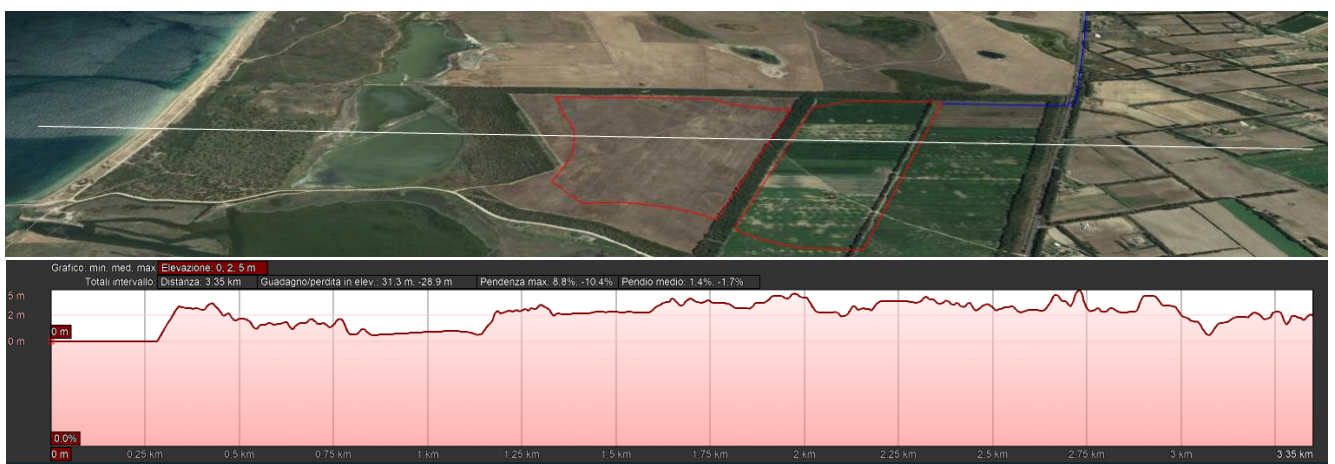 Grafico: min. med. max. Elevazione: 0, 2, 5 m
Totali intervallo: Distanza: 3.35 km Guadagno/perdita in elev.: 31.3 m, -28.9 m Pendenza max: 8.8%, -10.4% Pendio medio: 1.4%, -1.7%
5 m
2 m
0 m
0 m
0.0%
0 m 0.25 km 0.5 km 0.75 km 1 km 1.25 km 1.5 km 1.75 km 2 km 2.25 km 2.5 km 2.75 km 3 km 3.35 km